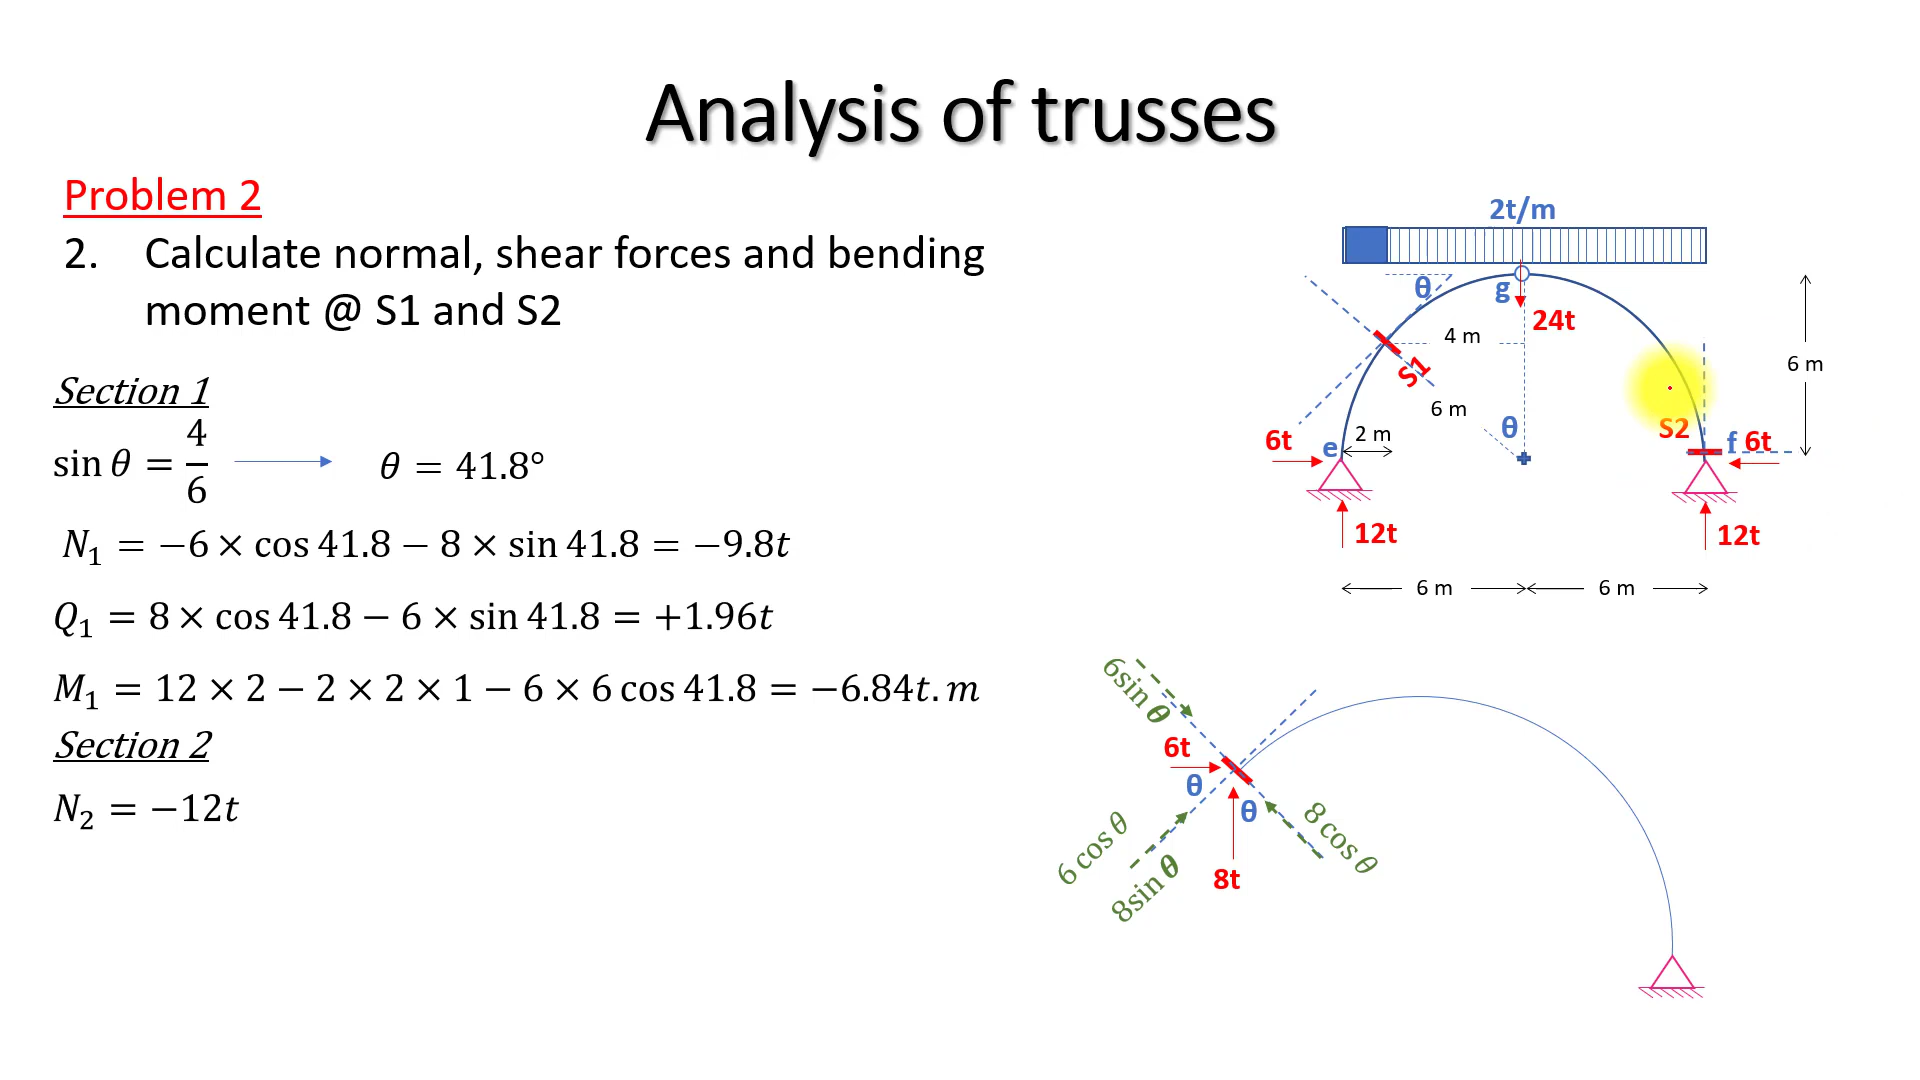 Analysis of trusses
Problem 2
2. Calculate normal, shear forces and bending
moment @ S1 and S2
Section 1
sin θ = 4/6
θ = 41.8°
N₁ = −6 × cos 41.8 − 8 × sin 41.8 = −9.8t
Q₁ = 8 × cos 41.8 − 6 × sin 41.8 = +1.96t
M₁ = 12 × 2 − 2 × 2 × 1 − 6 × 6 cos 41.8 = −6.84t.m
Section 2
N₂ = −12t
2t/m
θ
g
24t
4 m
S1
6 m
6 m
θ
S2
6t
e
2 m
f
6t
12t
12t
6 m
6 m
6sin θ
6t
θ
θ
6 cos θ
8sin θ
8t
8 cos θ